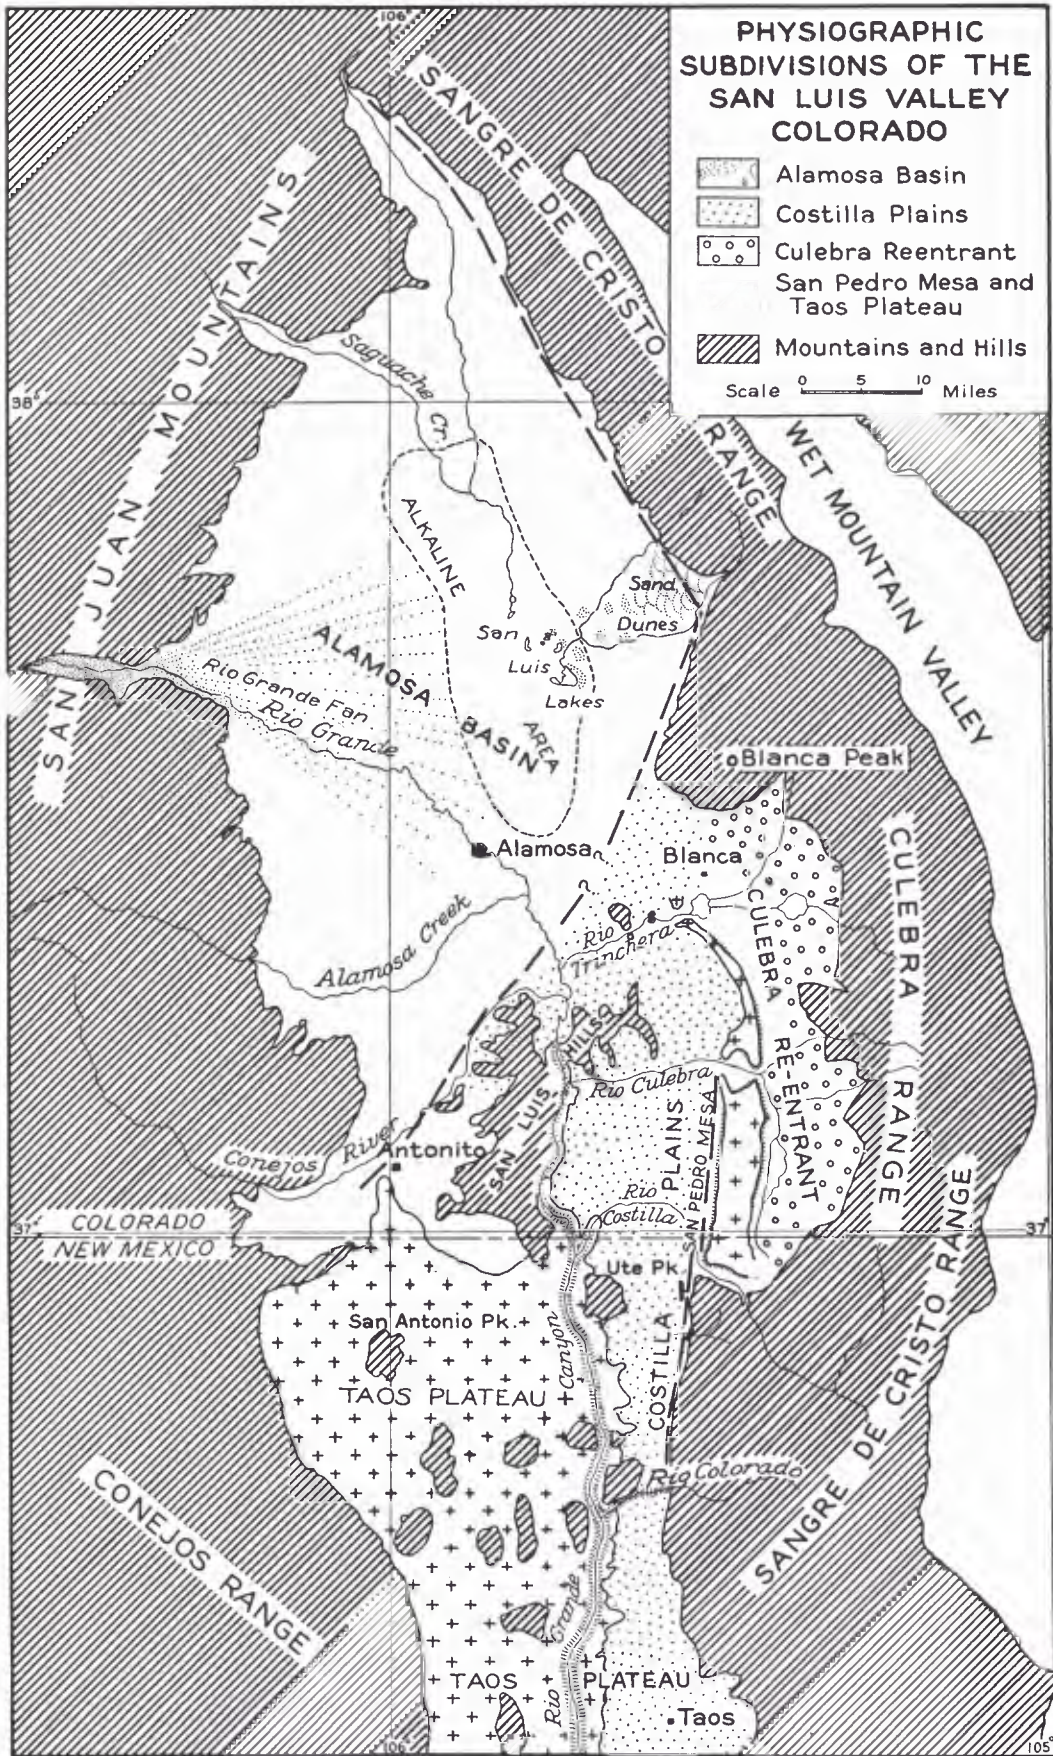 PHYSIOGRAPHIC
SUBDIVISIONS OF THE
SAN LUIS VALLEY
COLORADO
Alamosa Basin
Costilla Plains
Culebra Reentrant
San Pedro Mesa and
Taos Plateau
Mountains and Hills
Scale 0 5 10 Miles
106°
SANGRE DE CRISTO
RANGE
SAN JUAN MOUNTAINS
Saguache Cr.
38°
WET MOUNTAIN VALLEY
ALKALINE
AREA
Sand
Dunes
San
Luis
Lakes
ALAMOSA
BASIN
Rio Grande Fan
Rio Grande
Blanca Peak
Alamosa
Blanca
CULEBRA
RE-ENTRANT
CULEBRA
RANGE
Rio
Trinchera
Alamosa Creek
SAN LUIS
HILLS
Rio Culebra
PLAINS
SAN PEDRO MESA
Conejos River
Antonito
Rio
Costilla
37°
COLORADO
NEW MEXICO
37°
Ute Pk.
San Antonio Pk.
Canyon
COSTILLA
TAOS PLATEAU
Rio Colorado
SANGRE DE CRISTO RANGE
CONEJOS RANGE
Rio Grande
TAOS PLATEAU
Taos
106
105°